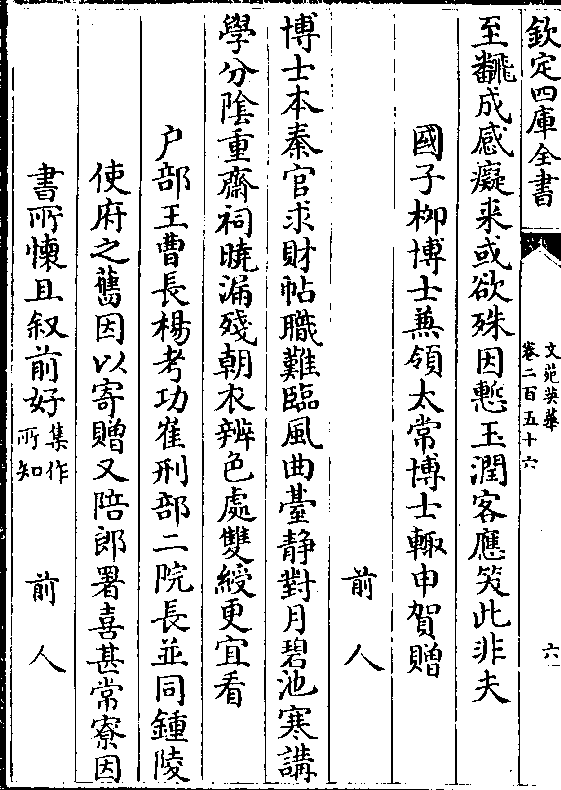 欽定四庫全書
文苑英華
卷二百五十六
六
至飜成感癡来或欲殊因慙玉潤客應笑此非夫
國子栁博士兼領太常博士輙申賀贈
前人
博士本秦官求財帖職難臨風曲臺静對月碧池寒講
學分陰重齋祠曉漏殘朝衣辨色處雙綬更宜看
户部王曹長楊考功崔刑部二院長並同鍾陵
使府之舊因以寄贈又陪郎署喜甚常寮因
書所懷且叙前好集作所知 前人